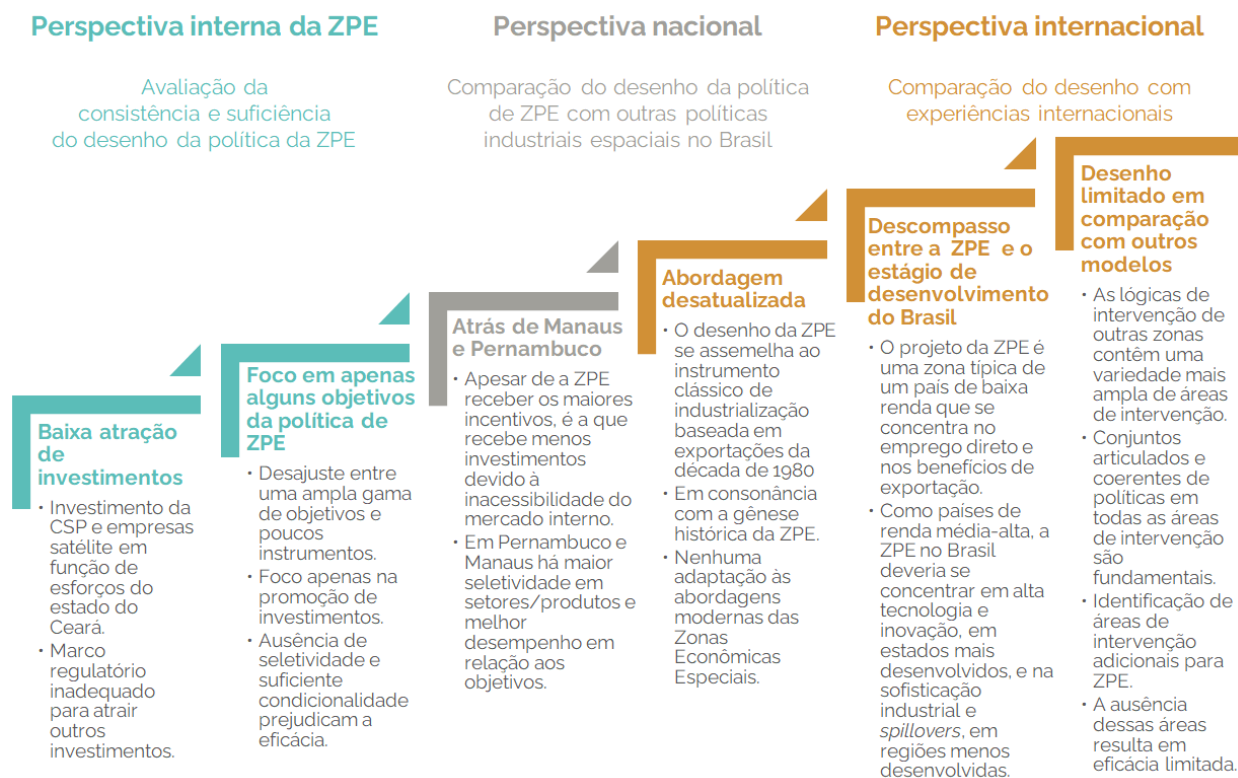 Perspectiva interna da ZPE
Avaliação da
consistência e suficiência
do desenho da política da ZPE
Perspectiva nacional
Comparação do desenho da política
de ZPE com outras políticas
industriais espaciais no Brasil
Perspectiva internacional
Comparação do desenho com
experiências internacionais
Baixa atração
de
investimentos
• Investimento da
CSP e empresas
satélite em
função de
esforços do
estado do
Ceará.
• Marco
regulatório
inadequado
para atrair
outros
investimentos.
Foco em apenas
alguns objetivos
da política de
ZPE
• Desajuste entre
uma ampla gama
de objetivos e
poucos
instrumentos.
• Foco apenas na
promoção de
investimentos.
• Ausência de
seletividade e
suficiente
condicionalidade
prejudicam a
eficácia.
Atrás de Manaus
e Pernambuco
• Apesar de a ZPE
receber os maiores
incentivos, é a que
recebe menos
investimentos
devido à
inacessibilidade do
mercado interno.
• Em Pernambuco e
Manaus há maior
seletividade em
setores/produtos e
melhor
desempenho em
relação aos
objetivos.
Abordagem
desatualizada
• O desenho da ZPE
se assemelha ao
instrumento
clássico de
industrialização
baseada em
exportações da
década de 1980
• Em consonância
com a gênese
histórica da ZPE.
• Nenhuma
adaptação às
abordagens
modernas das
Zonas
Econômicas
Especiais.
Descompasso
entre a ZPE e o
estágio de
desenvolvimento
do Brasil
• O projeto da ZPE é
uma zona típica de
um país de baixa
renda que se
concentra no
emprego direto e
nos benefícios de
exportação.
• Como países de
renda média-alta, a
ZPE no Brasil
deveria se
concentrar em alta
tecnologia e
inovação, em
estados mais
desenvolvidos, e na
sofisticação
industrial e
spillovers, em
regiões menos
desenvolvidas.
Desenho
limitado em
comparação
com outros
modelos
• As lógicas de
intervenção de
outras zonas
contêm uma
variedade mais
ampla de áreas
de intervenção.
• Conjuntos
articulados e
coerentes de
políticas em
todas as áreas
de intervenção
são
fundamentais.
• Identificação de
áreas de
intervenção
adicionais para
ZPE.
• A ausência
dessas áreas
resulta em
eficácia limitada.